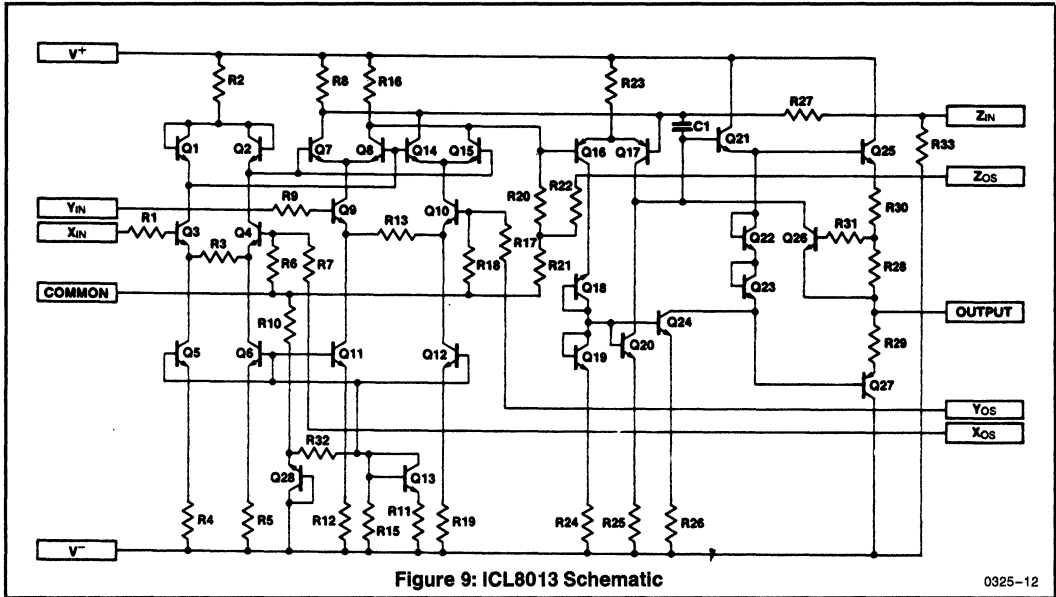 V+
R2
R8
R16
R23
R27
ZIN
C1
Q21
R33
Q1
Q2
Q7
Q8
Q14
Q15
Q16
Q17
Q25
ZOS
R20
R22
YIN
R9
Q9
R13
Q10
R30
XIN
R1
Q3
R3
Q4
R6
R7
R18
R17
R21
Q22
Q26
R31
R28
COMMON
R10
Q18
Q23
OUTPUT
Q5
Q6
Q11
Q12
Q19
Q20
Q24
R29
Q27
YOS
XOS
R32
Q28
Q13
R4
R5
R12
R15
R11
R19
R24
R25
R26
V-
Figure 9: ICL8013 Schematic
0325-12